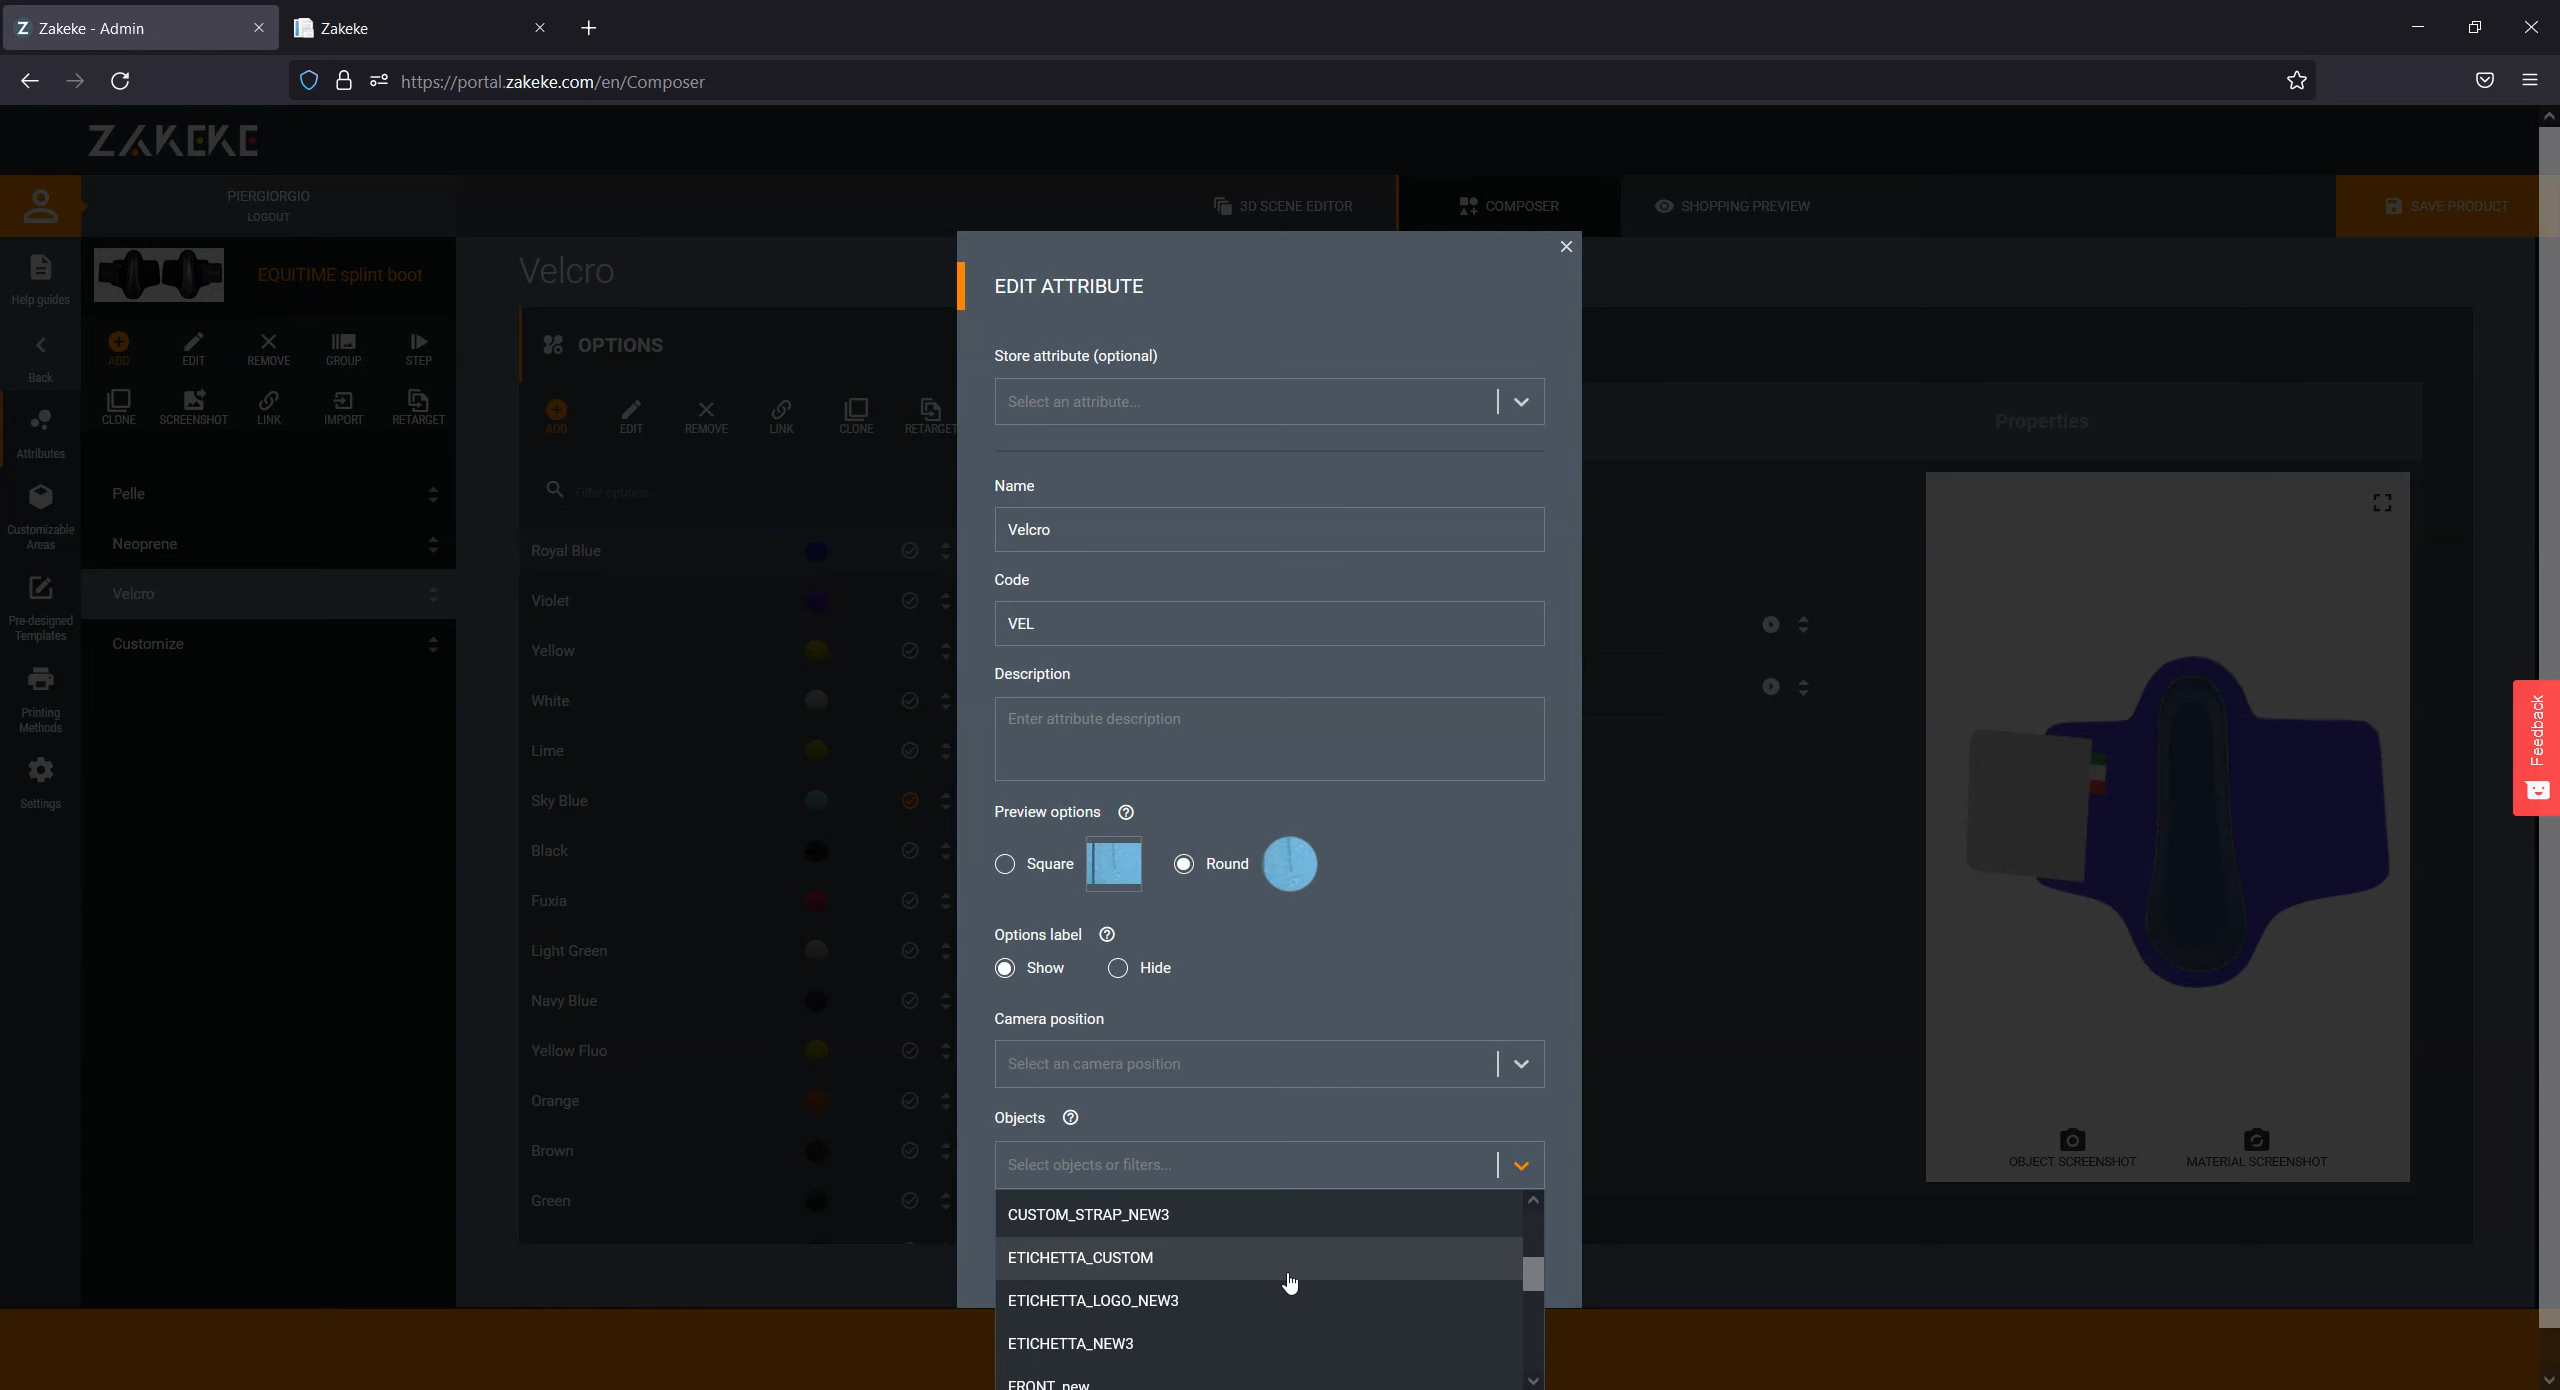 Zakeke - Admin
Zakeke
https://portal.zakeke.com/en/Composer
ZAKEKE
PIERGIORGIO
LOGOUT
3D SCENE EDITOR
COMPOSER
SHOPPING PREVIEW
SAVE PRODUCT
Help guides
Back
Attributes
Customizable
Areas
Pre-designed
Templates
Printing
Methods
Settings
EQUITIME splint boot
ADD
EDIT
REMOVE
GROUP
STEP
CLONE
SCREENSHOT
LINK
IMPORT
RETARGET
Pelle
Neoprene
Velcro
Customize
Velcro
OPTIONS
ADD
EDIT
REMOVE
LINK
CLONE
RETARGET
Filter options...
Royal Blue
Violet
Yellow
White
Lime
Sky Blue
Black
Fuxia
Light Green
Navy Blue
Yellow Fluo
Orange
Brown
Green
EDIT ATTRIBUTE
Store attribute (optional)
Select an attribute...
Name
Velcro
Code
VEL
Description
Enter attribute description
Preview options
Square
Round
Options label
Show
Hide
Camera position
Select an camera position
Objects
Select objects or filters...
CUSTOM_STRAP_NEW3
ETICHETTA_CUSTOM
ETICHETTA_LOGO_NEW3
ETICHETTA_NEW3
FRONT_new
Properties
OBJECT SCREENSHOT
MATERIAL SCREENSHOT
Feedback